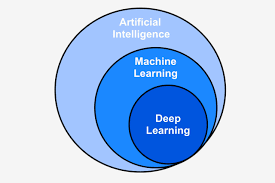 Artificial
Intelligence
Machine
Learning
Deep
Learning